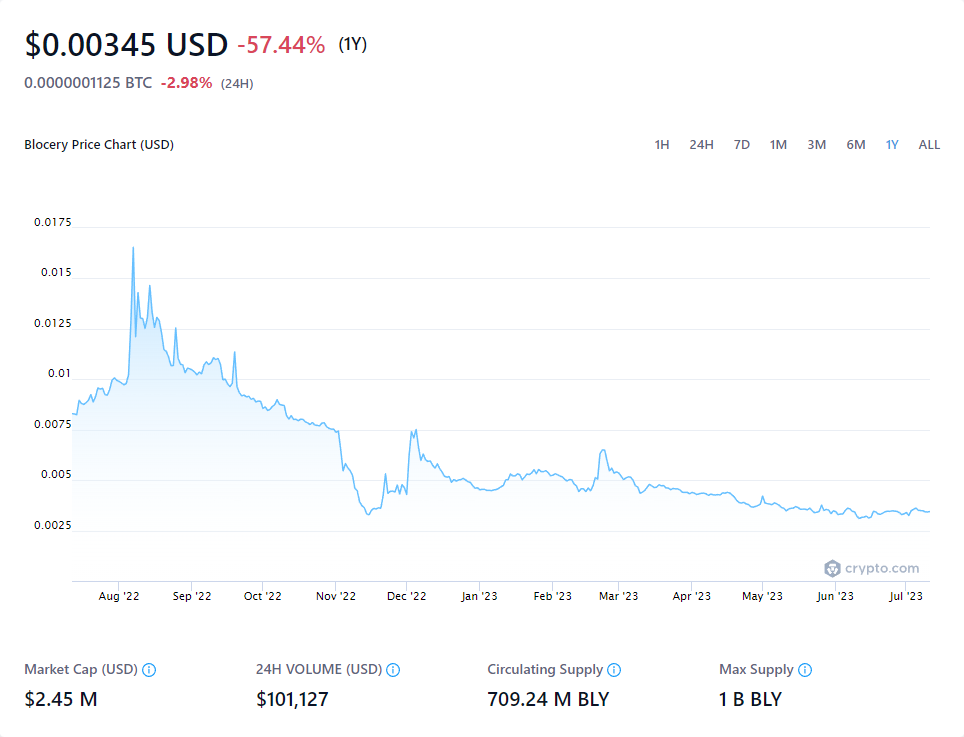 $0.00345 USD -57.44% (1Y)
0.0000001125 BTC -2.98% (24H)
Blocery Price Chart (USD) 1H 24H 7D 1M 3M 6M 1Y ALL
0.0175
0.015
0.0125
0.01
0.0075
0.005
0.0025
crypto.com
Aug '22 Sep '22 Oct '22 Nov '22 Dec '22 Jan '23 Feb '23 Mar '23 Apr '23 May '23 Jun '23 Jul '23
Market Cap (USD) 24H VOLUME (USD) Circulating Supply Max Supply
$2.45 M $101,127 709.24 M BLY 1 B BLY